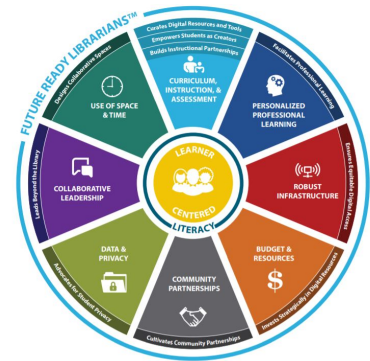 FUTURE READY LIBRARIANS™
Curates Digital Resources and Tools
Empowers Students as Creators
Builds Instructional Partnerships
CURRICULUM,
INSTRUCTION, &
ASSESSMENT
Facilitates Professional Learning
PERSONALIZED
PROFESSIONAL
LEARNING
Ensures Equitable Digital Access
ROBUST
INFRASTRUCTURE
Invests Strategically in Digital Resources
BUDGET &
RESOURCES
$
Cultivates Community Partnerships
COMMUNITY
PARTNERSHIPS
Advocates for Student Privacy
DATA &
PRIVACY
Leads Beyond the Library
COLLABORATIVE
LEADERSHIP
Designs Collaborative Spaces
USE OF SPACE
& TIME
LEARNER
CENTERED
LITERACY